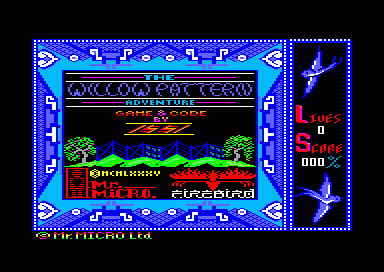 THE
WILLOW PATTERN
ADVENTURE
GAME & CODE
BY
©MCMLXXXV
Mr.
MICRO.
FIREBIRD
LIVES
0
SCORE
000%
© Mr.MICRO Ltd